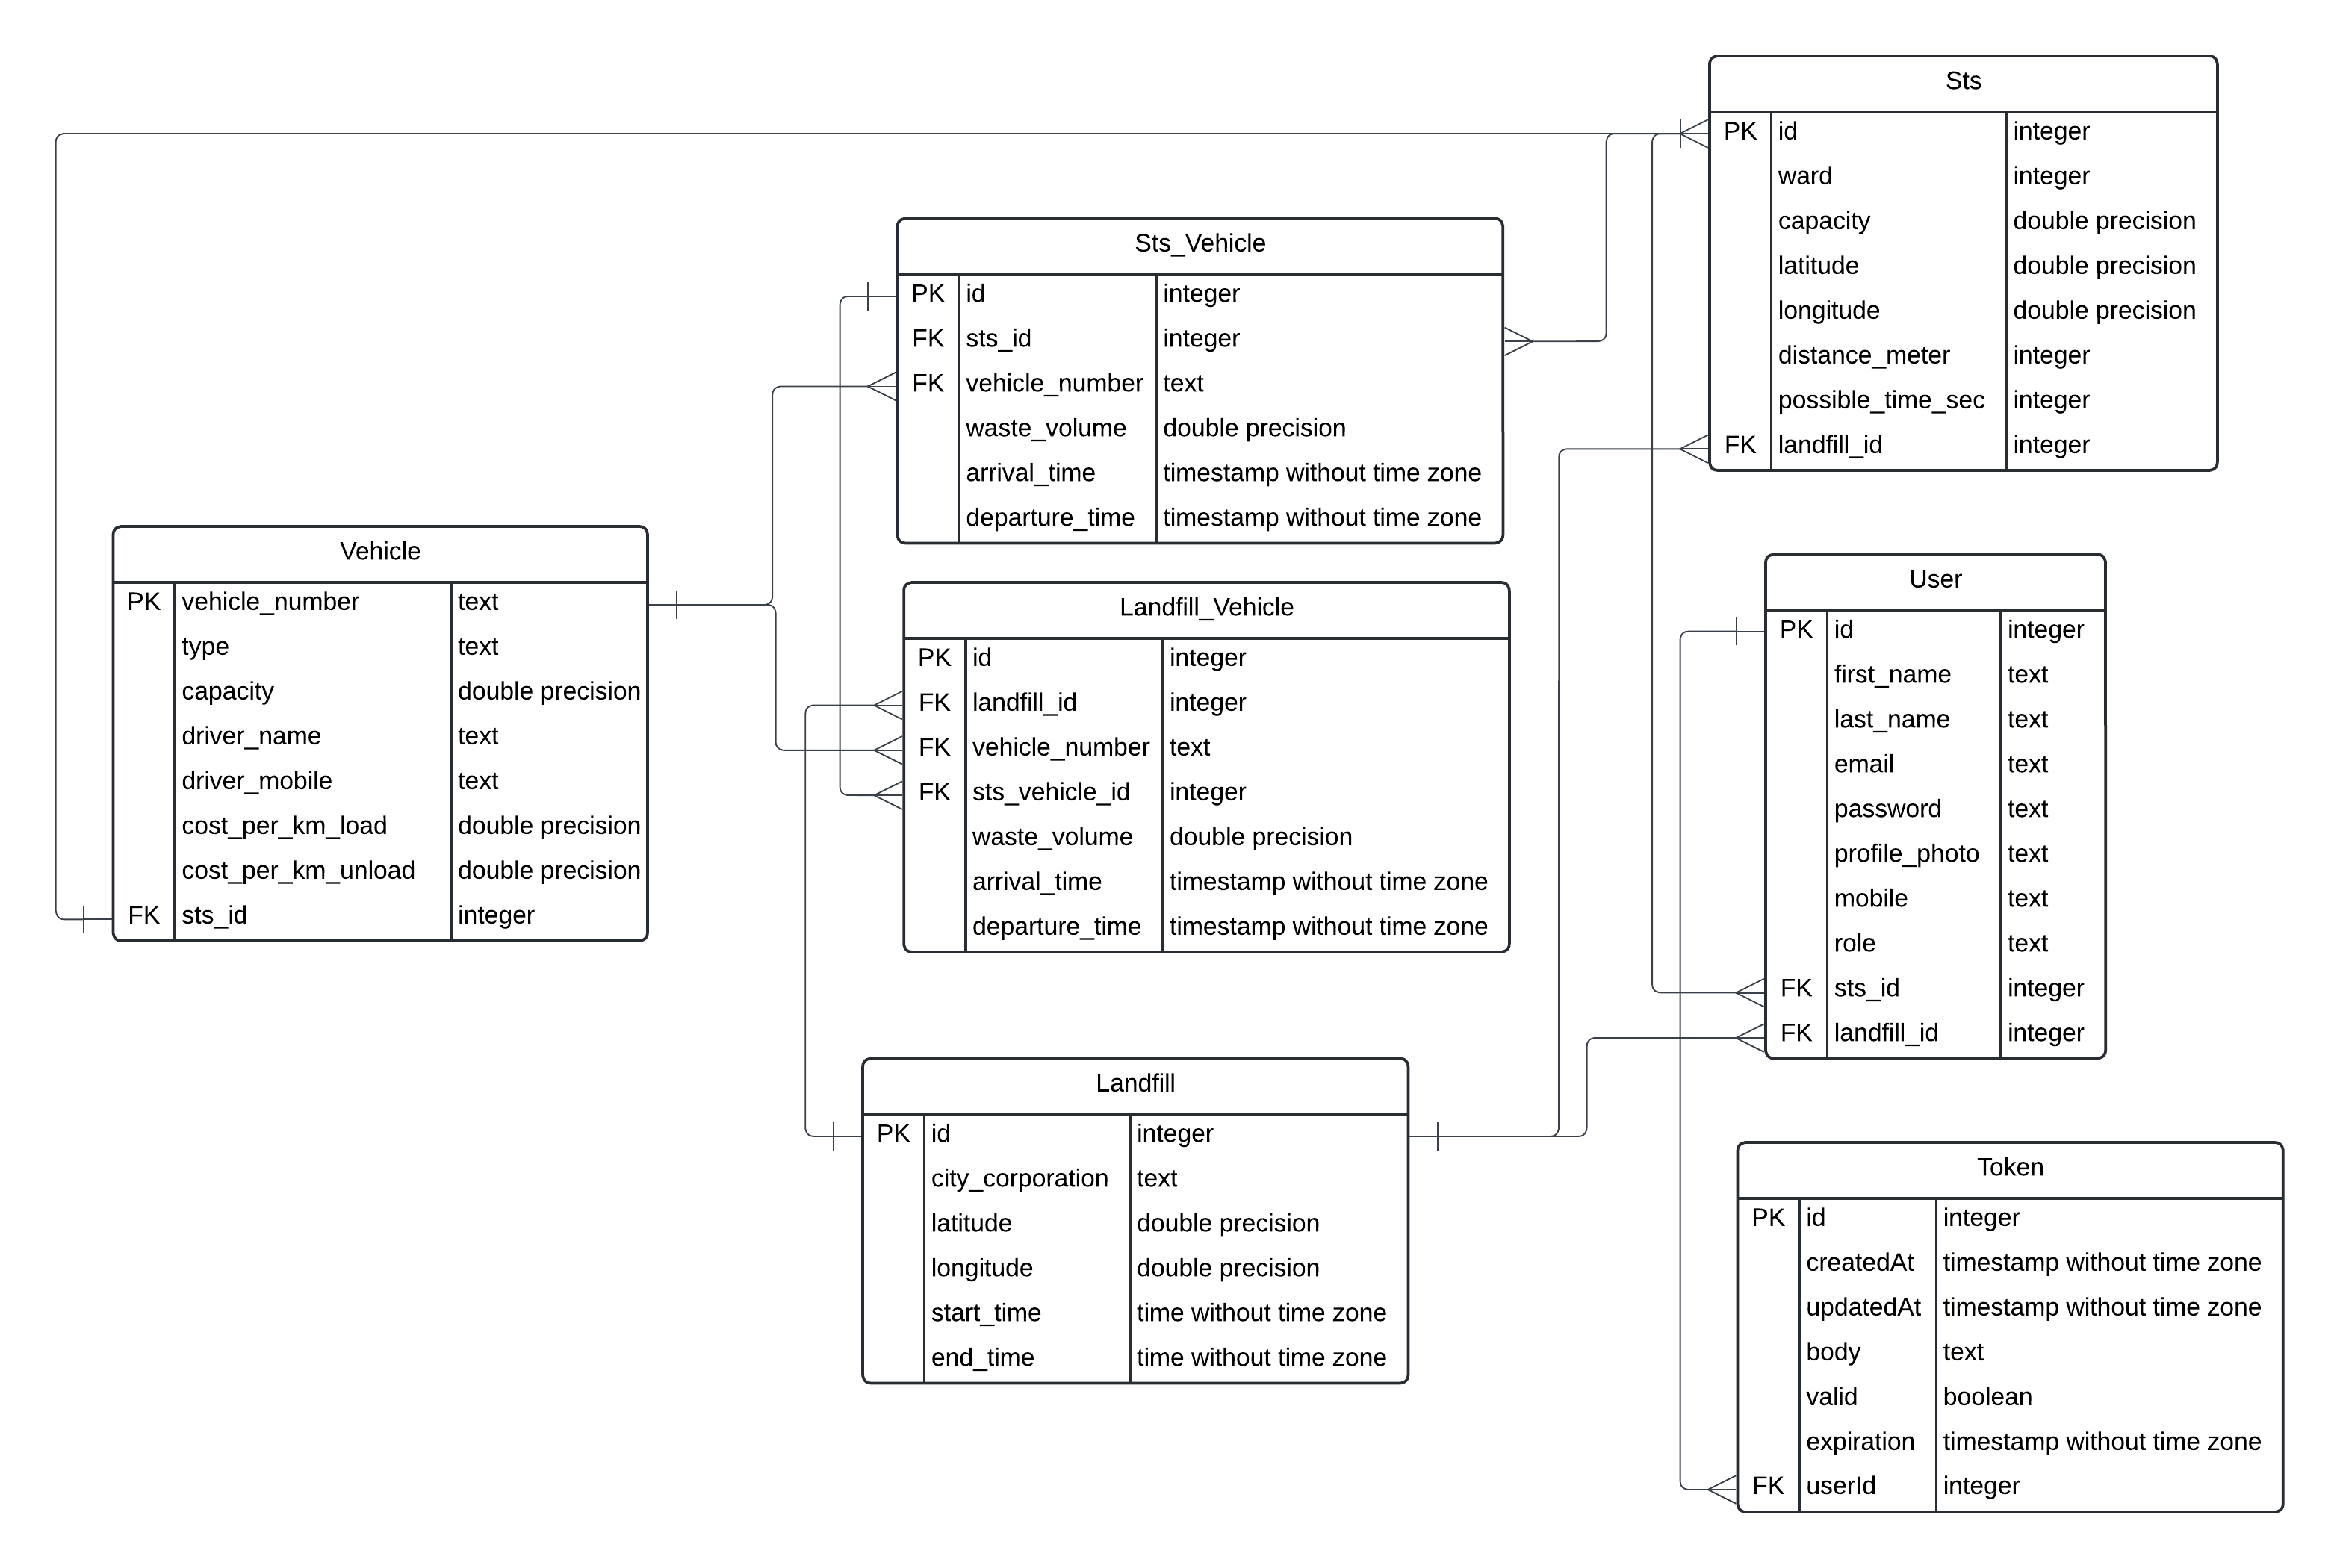 Sts
PK id integer
ward integer
capacity double precision
latitude double precision
longitude double precision
distance_meter integer
possible_time_sec integer
FK landfill_id integer
Sts_Vehicle
PK id integer
FK sts_id integer
FK vehicle_number text
waste_volume double precision
arrival_time timestamp without time zone
departure_time timestamp without time zone
Vehicle
PK vehicle_number text
type text
capacity double precision
driver_name text
driver_mobile text
cost_per_km_load double precision
cost_per_km_unload double precision
FK sts_id integer
Landfill_Vehicle
PK id integer
FK landfill_id integer
FK vehicle_number text
FK sts_vehicle_id integer
waste_volume double precision
arrival_time timestamp without time zone
departure_time timestamp without time zone
User
PK id integer
first_name text
last_name text
email text
password text
profile_photo text
mobile text
role text
FK sts_id integer
FK landfill_id integer
Landfill
PK id integer
city_corporation text
latitude double precision
longitude double precision
start_time time without time zone
end_time time without time zone
Token
PK id integer
createdAt timestamp without time zone
updatedAt timestamp without time zone
body text
valid boolean
expiration timestamp without time zone
FK userId integer